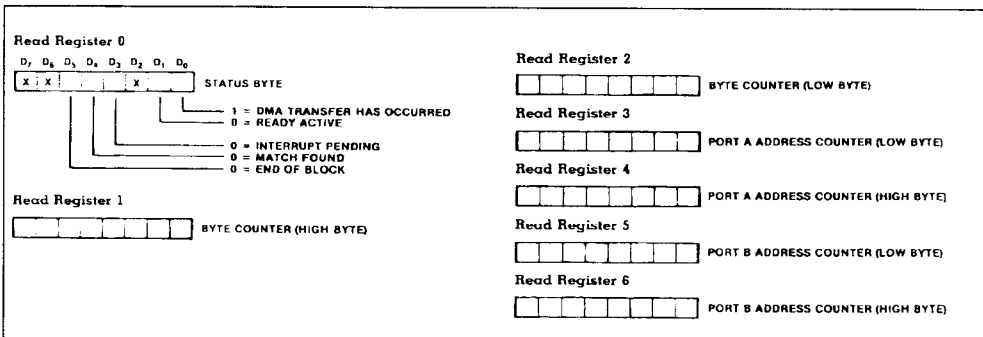 Read Register 0
D7 D6 D5 D4 D3 D2 D1 D0
X X X STATUS BYTE
1 = DMA TRANSFER HAS OCCURRED
0 = READY ACTIVE
0 = INTERRUPT PENDING
0 = MATCH FOUND
0 = END OF BLOCK
Read Register 1
BYTE COUNTER (HIGH BYTE)
Read Register 2
BYTE COUNTER (LOW BYTE)
Read Register 3
PORT A ADDRESS COUNTER (LOW BYTE)
Read Register 4
PORT A ADDRESS COUNTER (HIGH BYTE)
Read Register 5
PORT B ADDRESS COUNTER (LOW BYTE)
Read Register 6
PORT B ADDRESS COUNTER (HIGH BYTE)